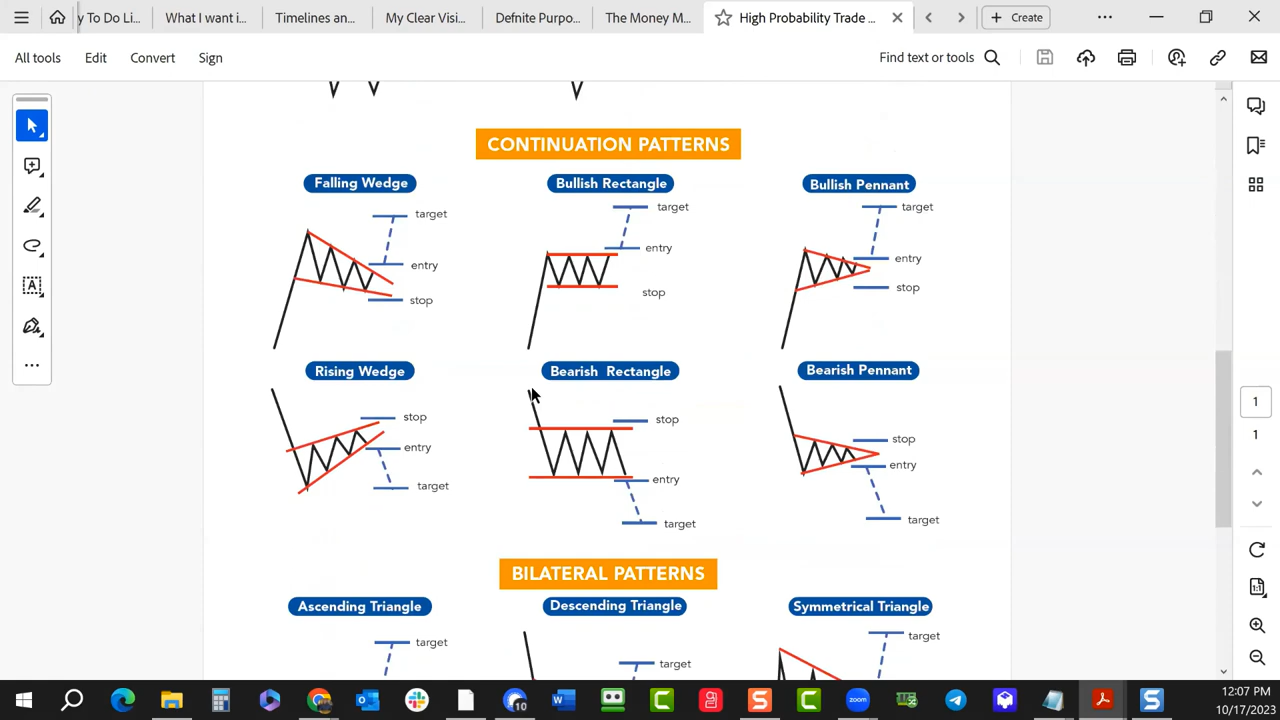 y To Do Li...
What I want i...
Timelines an...
My Clear Visi...
Defnite Purpo...
The Money M...
High Probability Trade ...
Create
All tools
Edit
Convert
Sign
Find text or tools
CONTINUATION PATTERNS
Falling Wedge
Bullish Rectangle
Bullish Pennant
target
entry
stop
target
entry
stop
target
entry
stop
Rising Wedge
Bearish Rectangle
Bearish Pennant
stop
entry
target
stop
entry
target
stop
entry
target
BILATERAL PATTERNS
Ascending Triangle
Descending Triangle
Symmetrical Triangle
target
target
target
1
1
10
12:07 PM
10/17/2023